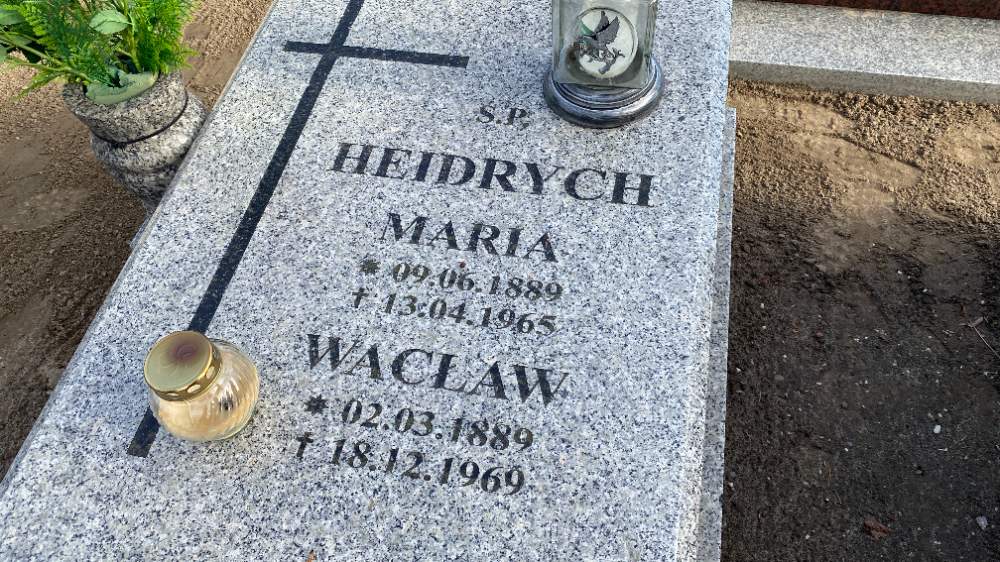 Ś.P.
HEIDRYCH
MARIA
* 09.06.1889
† 13.04.1965
WACŁAW
* 02.03.1889
† 18.12.1969